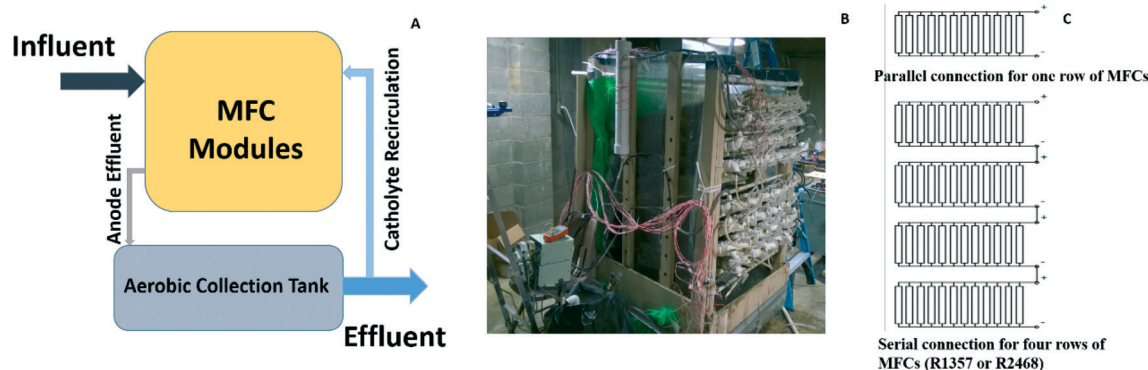 A
Influent
MFC
Modules
Anode Effluent
Catholyte Recirculation
Aerobic Collection Tank
Effluent
B
C
+
-
Parallel connection for one row of MFCs
+
-
+
-
+
-
+
-
Serial connection for four rows of
MFCs (R1357 or R2468)